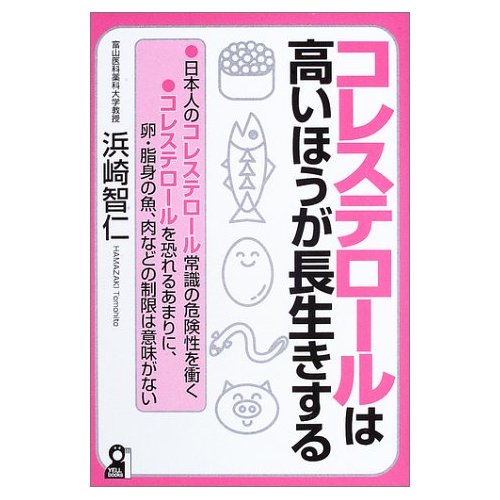 コレステロールは
高いほうが長生きする
●日本人のコレステロール常識の危険性を衝く
●コレステロールを恐れるあまりに、
卵・脂身の魚、肉などの制限は意味がない
富山医科薬科大学教授
浜崎智仁
HAMAZAKI Tomohito
YELL
BOOKS